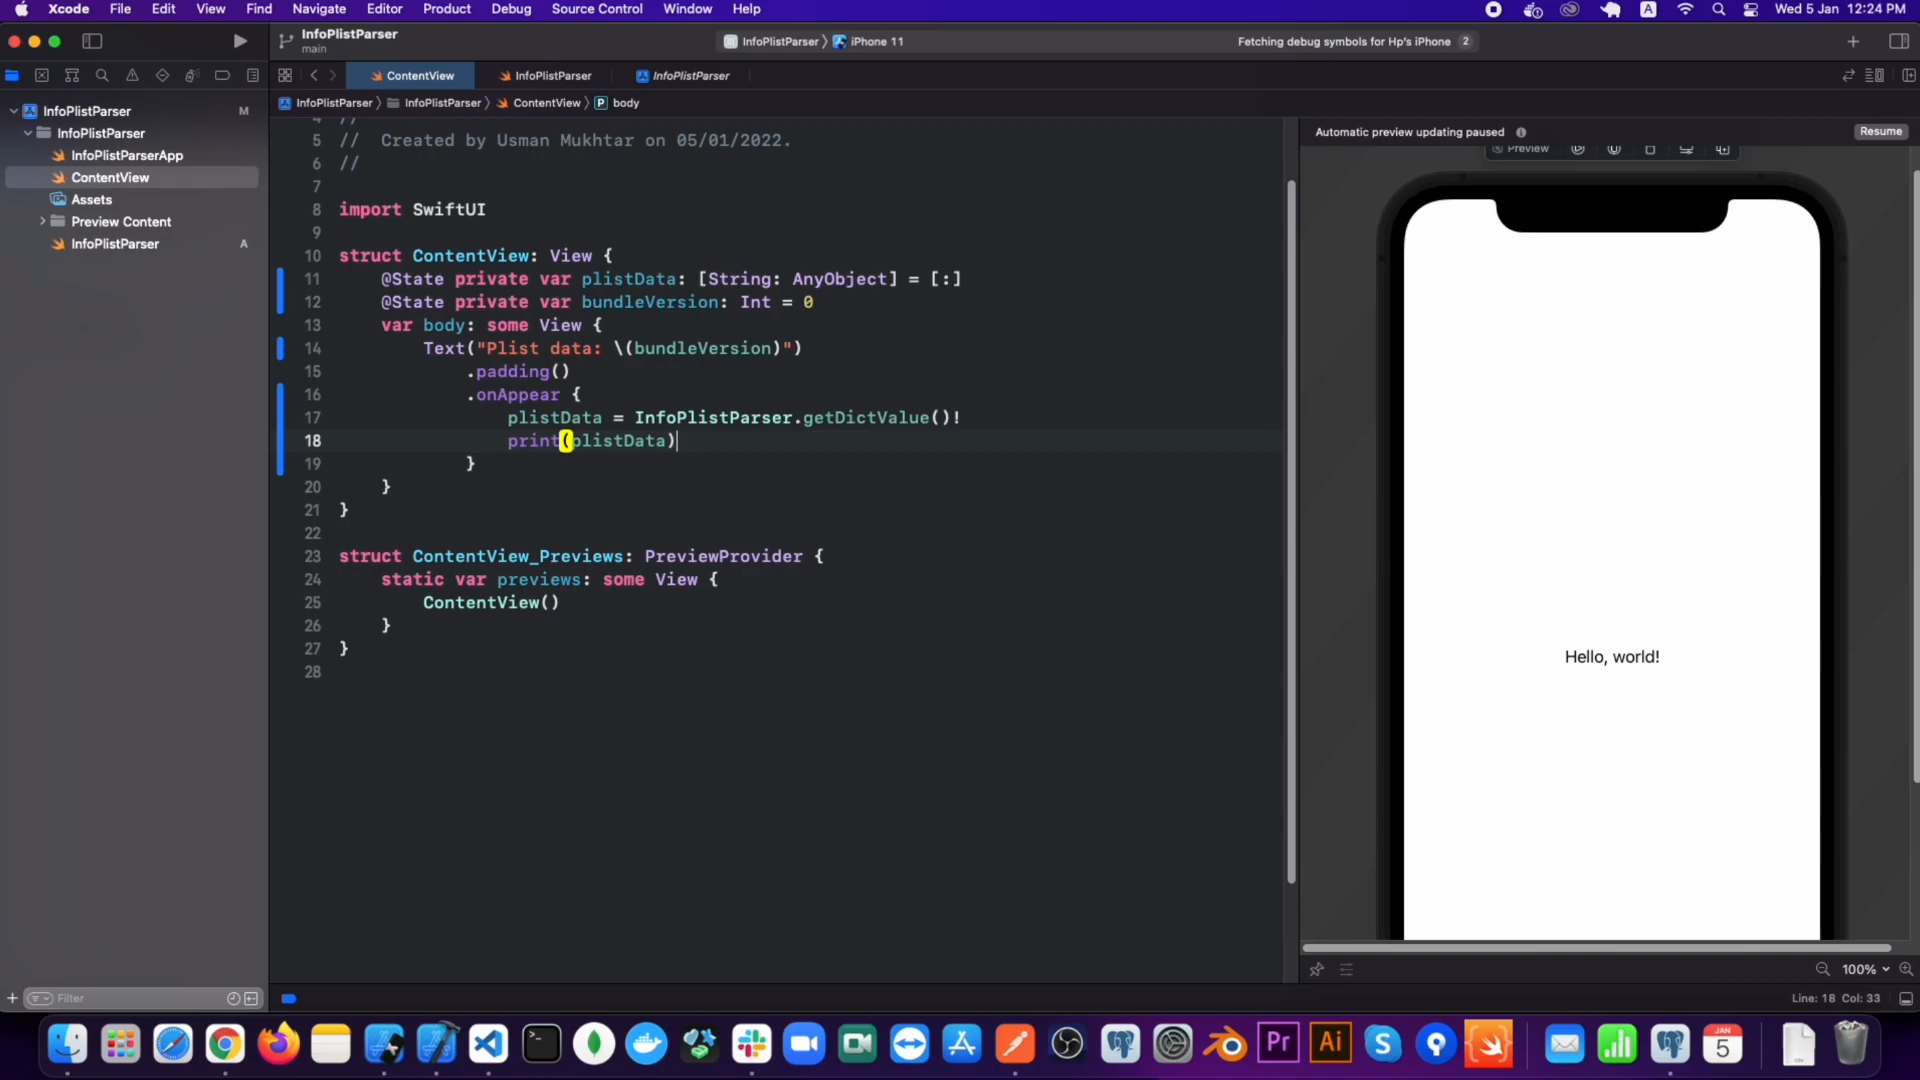 Xcode File Edit View Find Navigate Editor Product Debug Source Control Window Help
A Wed 5 Jan 12:24 PM
InfoPlistParser
main
InfoPlistParser 〉 iPhone 11
Fetching debug symbols for Hp's iPhone 2
ContentView InfoPlistParser InfoPlistParser
InfoPlistParser 〉 InfoPlistParser 〉 ContentView 〉 P body
InfoPlistParser M
InfoPlistParser
InfoPlistParserApp
ContentView
Assets
Preview Content
InfoPlistParser A
4 //
5 // Created by Usman Mukhtar on 05/01/2022.
6 //
7
8 import SwiftUI
9
10 struct ContentView: View {
11 @State private var plistData: [String: AnyObject] = [:]
12 @State private var bundleVersion: Int = 0
13 var body: some View {
14 Text("Plist data: \(bundleVersion)")
15 .padding()
16 .onAppear {
17 plistData = InfoPlistParser.getDictValue()!
18 print(plistData)
19 }
20 }
21 }
22
23 struct ContentView_Previews: PreviewProvider {
24 static var previews: some View {
25 ContentView()
26 }
27 }
28
Automatic preview updating paused
Resume
Preview
Hello, world!
100%
Filter
Line: 18 Col: 33
Pr Ai S
JAN
5